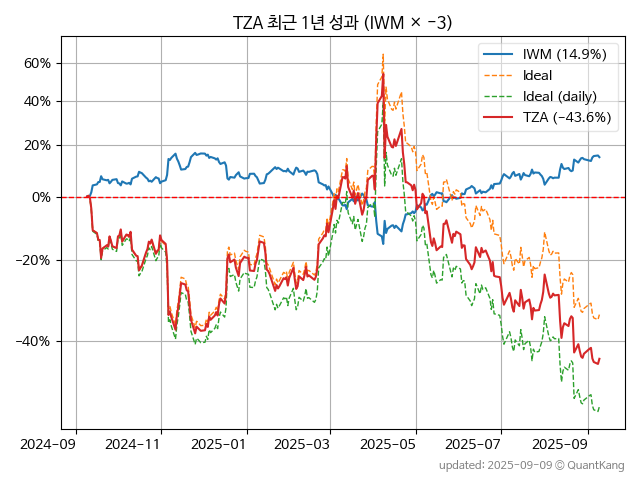 TZA 최근 1년 성과 (IWM × −3)
IWM (14.9%)
Ideal
Ideal (daily)
TZA (−43.6%)
60%
40%
20%
0%
−20%
−40%
2024−09
2024−11
2025−01
2025−03
2025−05
2025−07
2025−09
updated: 2025−09−09 © QuantKang